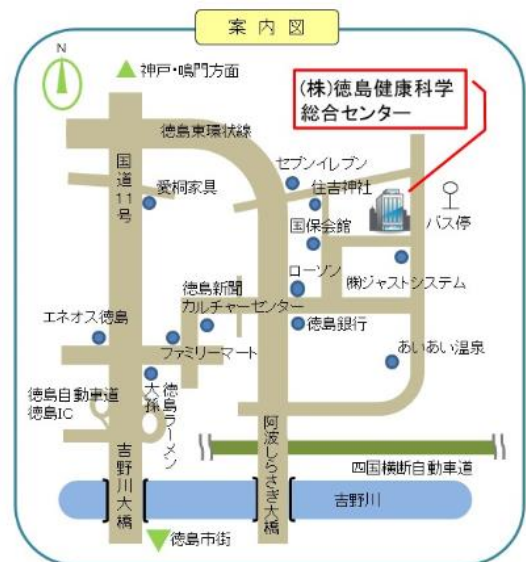 案内図
N
神戸・鳴門方面
(株)徳島健康科学
総合センター
徳島東環状線
国道11号
セブンイレブン
住吉神社
愛桐家具
国保会館
バス停
ローソン
(株)ジャストシステム
徳島新聞
カルチャーセンター
エネオス徳島
徳島銀行
ファミリーマート
あいあい温泉
徳島ラーメン
大孫
徳島自動車道
徳島IC
阿波しらさぎ大橋
吉野川大橋
四国横断自動車道
吉野川
徳島市街